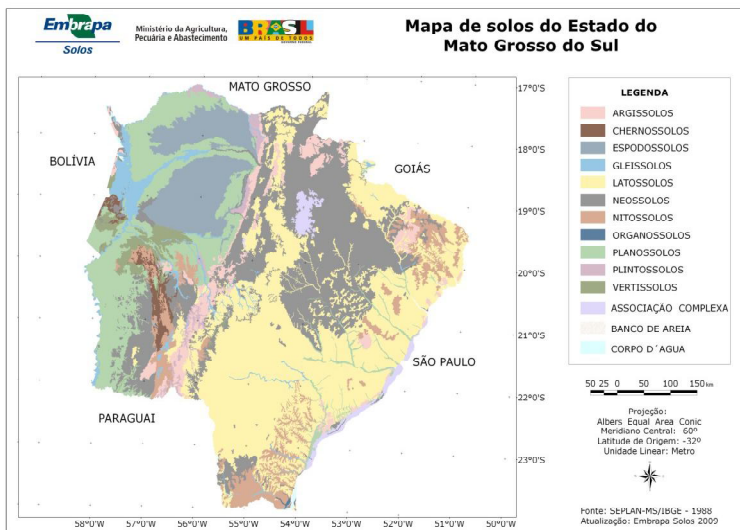 Embrapa
Solos
Ministério da Agricultura,
Pecuária e Abastecimento
BRASIL
UM PAÍS DE TODOS
GOVERNO FEDERAL
Mapa de solos do Estado do
Mato Grosso do Sul
MATO GROSSO
BOLÍVIA
GOIÁS
SÃO PAULO
PARAGUAI
17°0'S
18°0'S
19°0'S
20°0'S
21°0'S
22°0'S
23°0'S
58°0'W 57°0'W 56°0'W 55°0'W 54°0'W 53°0'W 52°0'W 51°0'W 50°0'W
LEGENDA
ARGISSOLOS
CHERNOSSOLOS
ESPODOSSOLOS
GLEISSOLOS
LATOSSOLOS
NEOSSOLOS
NITOSSOLOS
ORGANOSSOLOS
PLANOSSOLOS
PLINTOSSOLOS
VERTISSOLOS
ASSOCIAÇÃO COMPLEXA
BANCO DE AREIA
CORPO D´AGUA
50 25 0 50 100 150 km
Projeção:
Albers Equal Area Conic
Meridiano Central: 60º
Latitude de Origem: -32º
Unidade Linear: Metro
Fonte: SEPLAN-MS/IBGE - 1988
Atualização: Embrapa Solos 2009